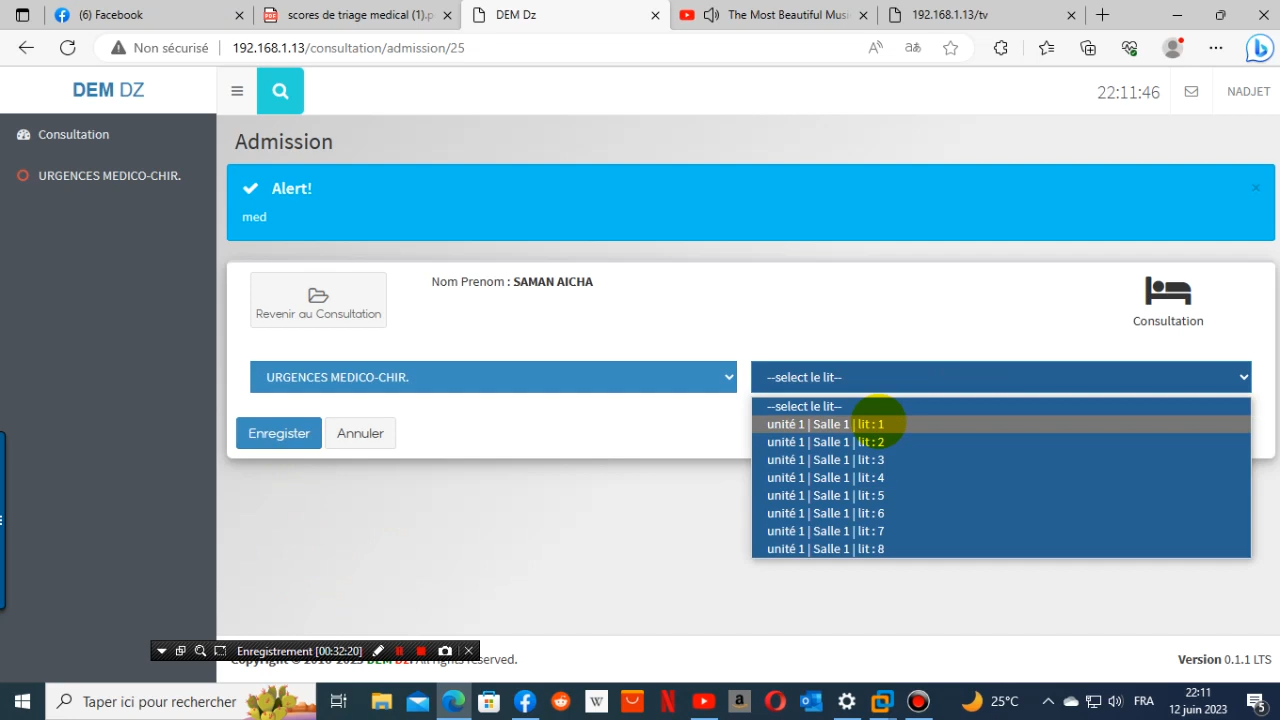 (6) Facebook
PDF
scores de triage medical (1).p
DEM Dz
The Most Beautiful Music
192.168.1.13/tv
Non sécurisé
192.168.1.13/consultation/admission/25
DEM DZ
22:11:46
NADJET
Consultation
URGENCES MEDICO-CHIR.
Admission
Alert!
med
Revenir au Consultation
Nom Prenom : SAMAN AICHA
Consultation
URGENCES MEDICO-CHIR.
--select le lit--
--select le lit--
unité 1 | Salle 1 | lit : 1
unité 1 | Salle 1 | lit : 2
unité 1 | Salle 1 | lit : 3
unité 1 | Salle 1 | lit : 4
unité 1 | Salle 1 | lit : 5
unité 1 | Salle 1 | lit : 6
unité 1 | Salle 1 | lit : 7
unité 1 | Salle 1 | lit : 8
Enregister
Annuler
Enregistrement [00:32:20]
DEM DZ. All rights reserved.
Version 0.1.1 LTS
Taper ici pour rechercher
25°C
FRA
22:11
12 juin 2023
5